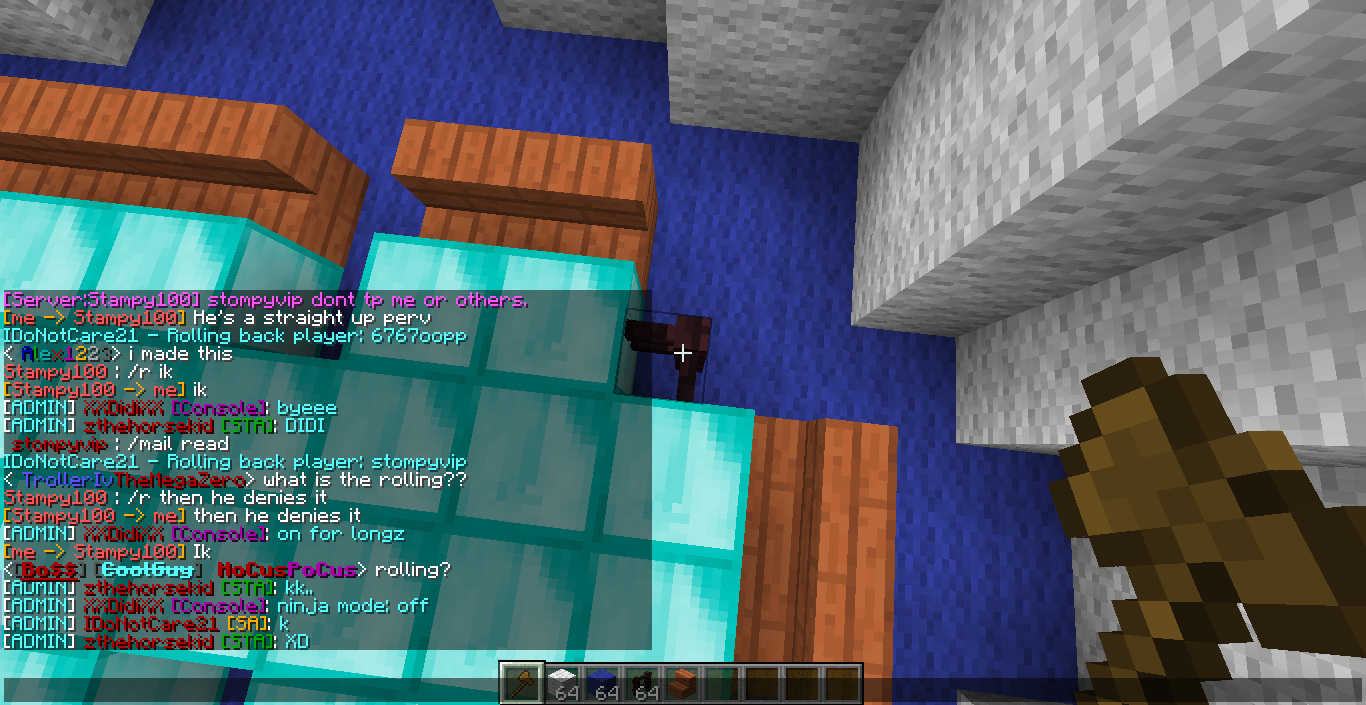 [Server:Stampy100] stompyvip dont tp me or others.
[me -> Stampy100] He's a straight up perv
IDoNotCare21 - Rolling back player: 6767oopp
< Alex1223> i made this
Stampy100 : /r ik
[Stampy100 -> me] ik
[ADMIN] XXDidiXX [Console]: byeee
[ADMIN] zthehorsekid [STA]: DIDI
stompyvip : /mail read
IDoNotCare21 - Rolling back player: stompyvip
< TrollerIvTheMegaZero> what is the rolling??
Stampy100 : /r then he denies it
[Stampy100 -> me] then he denies it
[ADMIN] XXDidiXX [Console]: on for longz
[me -> Stampy100] Ik
<[Bo$$] [CoolGuy] HoCusPoCus> rolling?
[ADMIN] zthehorsekid [STA]: kk..
[ADMIN] XXDidiXX [Console]: ninja mode: off
[ADMIN] IDoNotCare21 [SA]: k
[ADMIN] zthehorsekid [STA]: XD
64 64 64